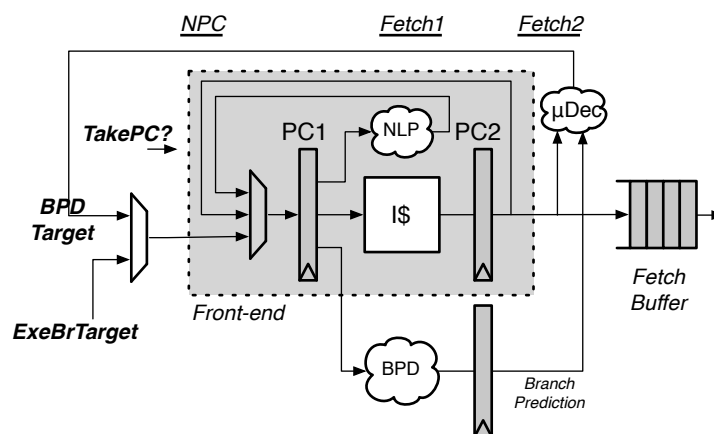 NPC
Fetch1
Fetch2
TakePC?
PC1
NLP
PC2
µDec
BPD
Target
I$
Fetch
Buffer
Front-end
ExeBrTarget
BPD
Branch
Prediction